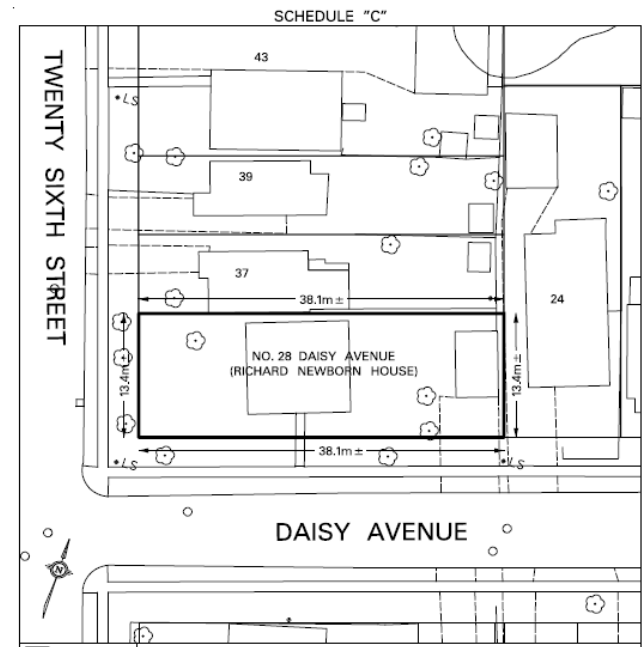 SCHEDULE "C"
43
TWENTY SIXTH STREET
LS
39
37
38.1m ±
24
NO. 28 DAISY AVENUE
(RICHARD NEWBORN HOUSE)
13.4m ±
13.4m ±
38.1m ±
LS
LS
DAISY AVENUE
N